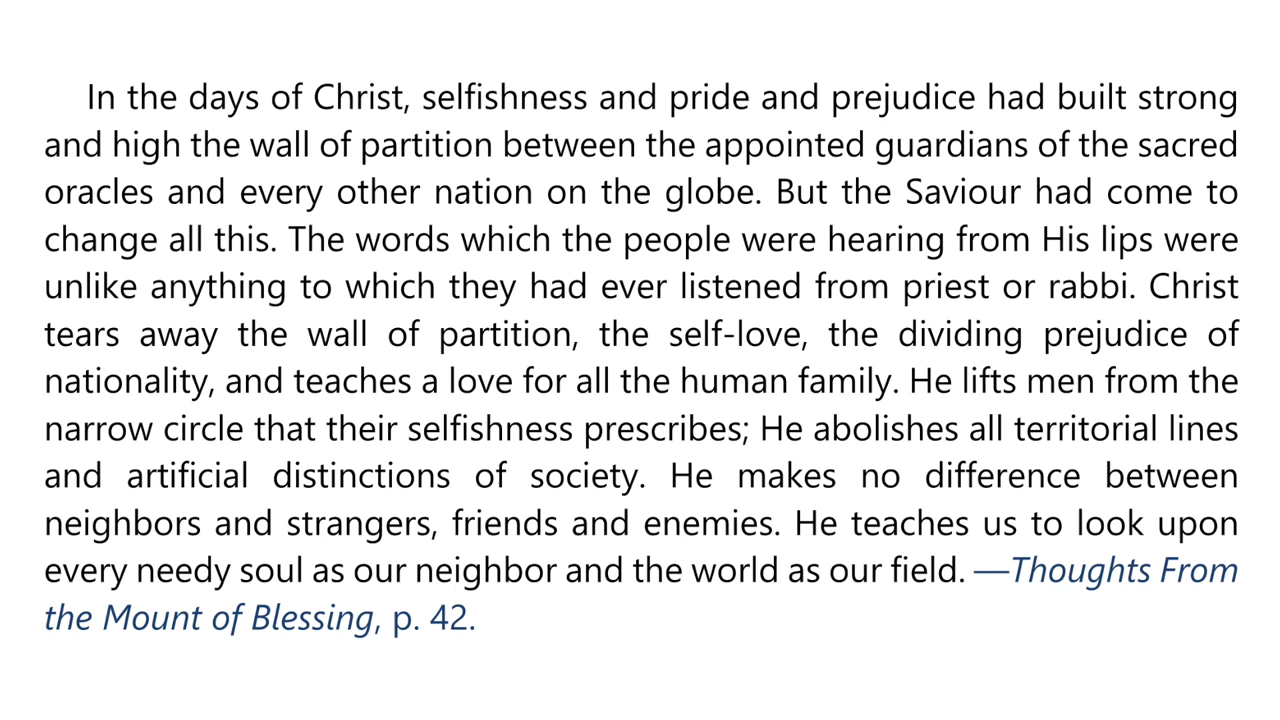 In the days of Christ, selfishness and pride and prejudice had built strong
and high the wall of partition between the appointed guardians of the sacred
oracles and every other nation on the globe. But the Saviour had come to
change all this. The words which the people were hearing from His lips were
unlike anything to which they had ever listened from priest or rabbi. Christ
tears away the wall of partition, the self-love, the dividing prejudice of
nationality, and teaches a love for all the human family. He lifts men from the
narrow circle that their selfishness prescribes; He abolishes all territorial lines
and artificial distinctions of society. He makes no difference between
neighbors and strangers, friends and enemies. He teaches us to look upon
every needy soul as our neighbor and the world as our field. —Thoughts From
the Mount of Blessing, p. 42.